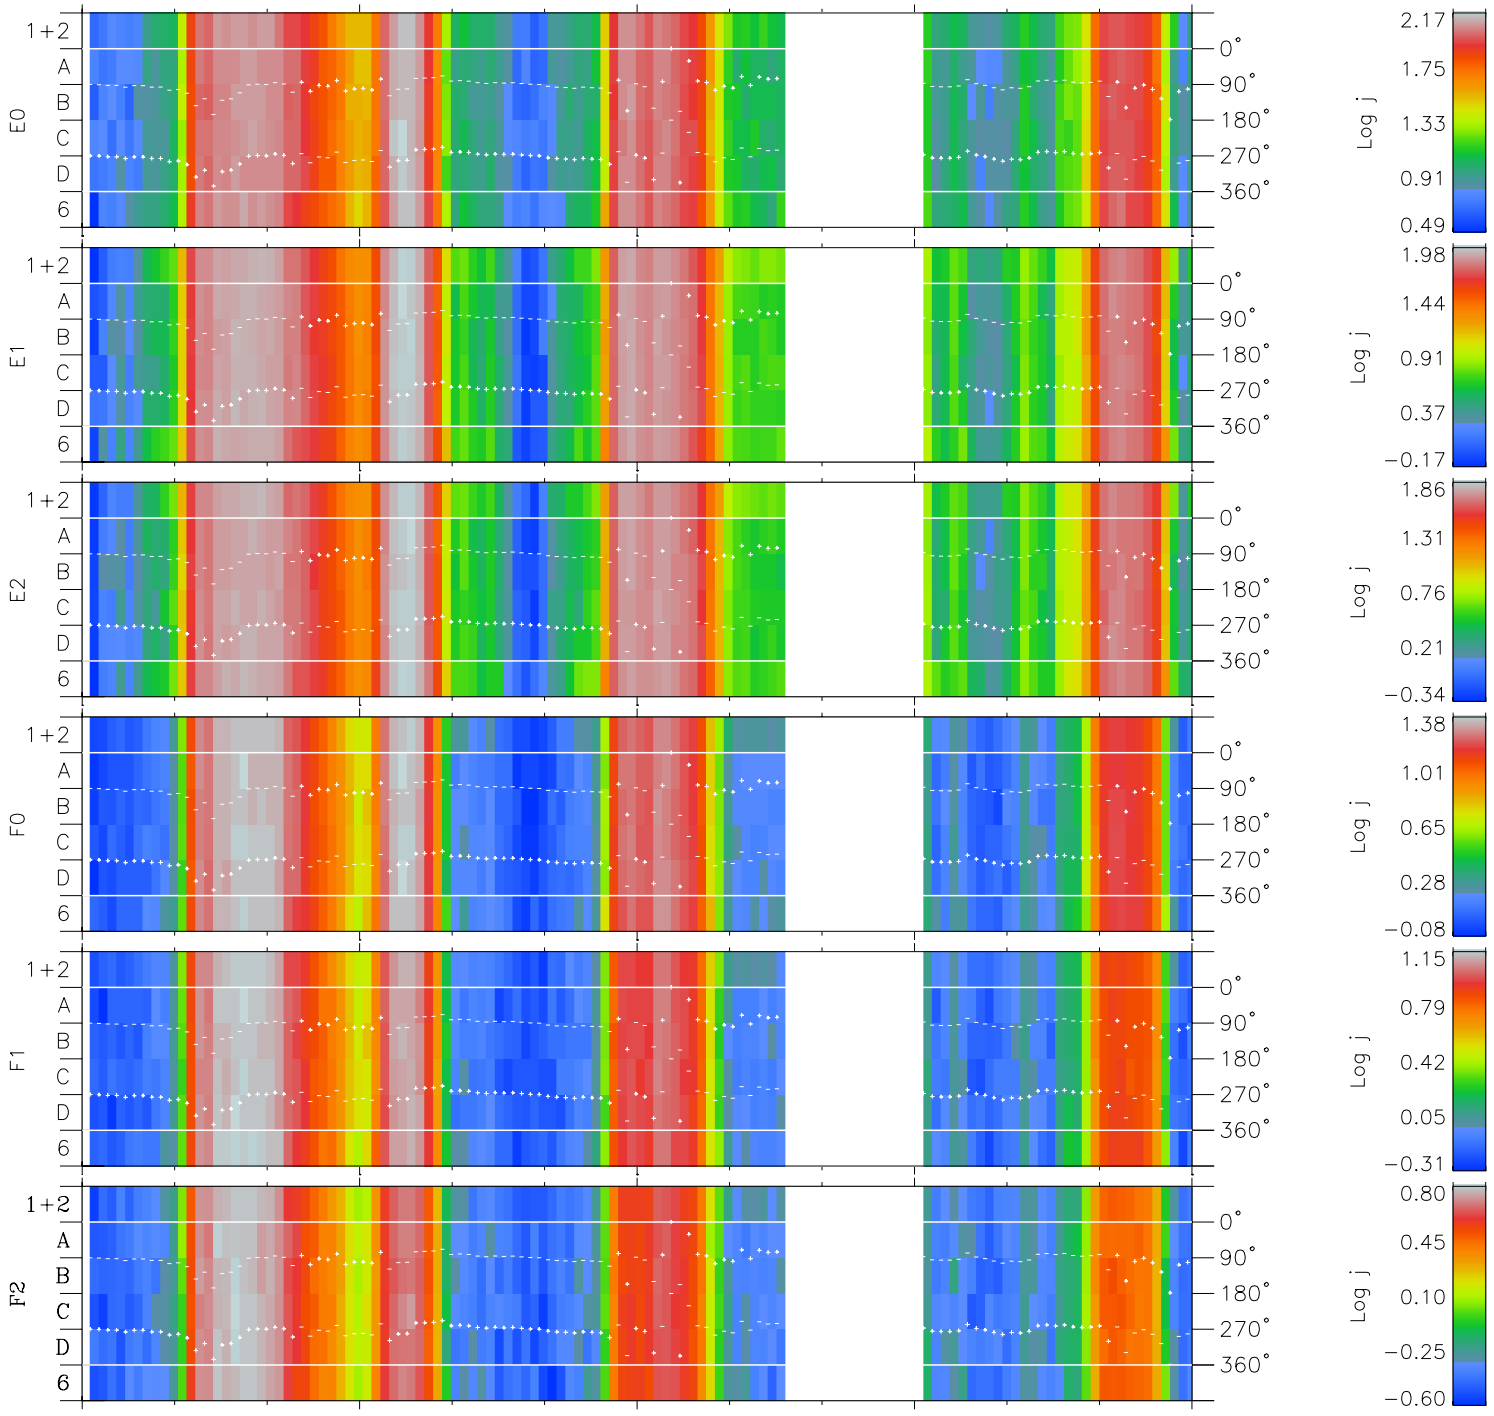 1+2
A
B
C
D
6
E0
0°
90°
180°
270°
360°
2.17
1.75
1.33
0.91
0.49
Log j
1+2
A
B
C
D
6
E1
0°
90°
180°
270°
360°
1.98
1.44
0.91
0.37
−0.17
Log j
1+2
A
B
C
D
6
E2
0°
90°
180°
270°
360°
1.86
1.31
0.76
0.21
−0.34
Log j
1+2
A
B
C
D
6
F0
0°
90°
180°
270°
360°
1.38
1.01
0.65
0.28
−0.08
Log j
1+2
A
B
C
D
6
F1
0°
90°
180°
270°
360°
1.15
0.79
0.42
0.05
−0.31
Log j
1+2
A
B
C
D
6
F2
0°
90°
180°
270°
360°
0.80
0.45
0.10
−0.25
−0.60
Log j